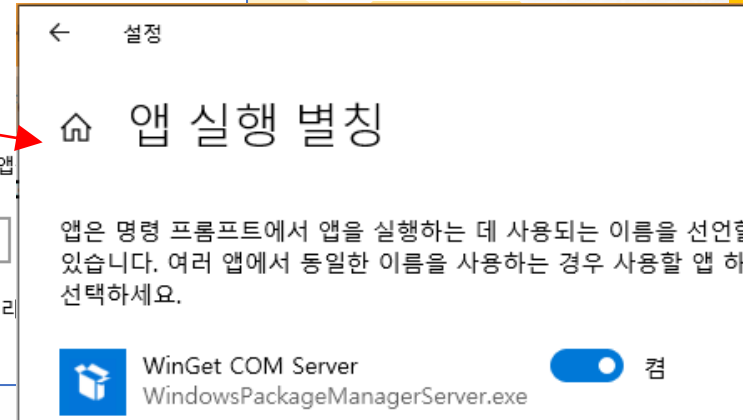 설정
앱 실행 별칭
앱
앱은 명령 프롬프트에서 앱을 실행하는 데 사용되는 이름을 선언할
있습니다. 여러 앱에서 동일한 이름을 사용하는 경우 사용할 앱 하
선택하세요.
리
WinGet COM Server
켬
WindowsPackageManagerServer.exe